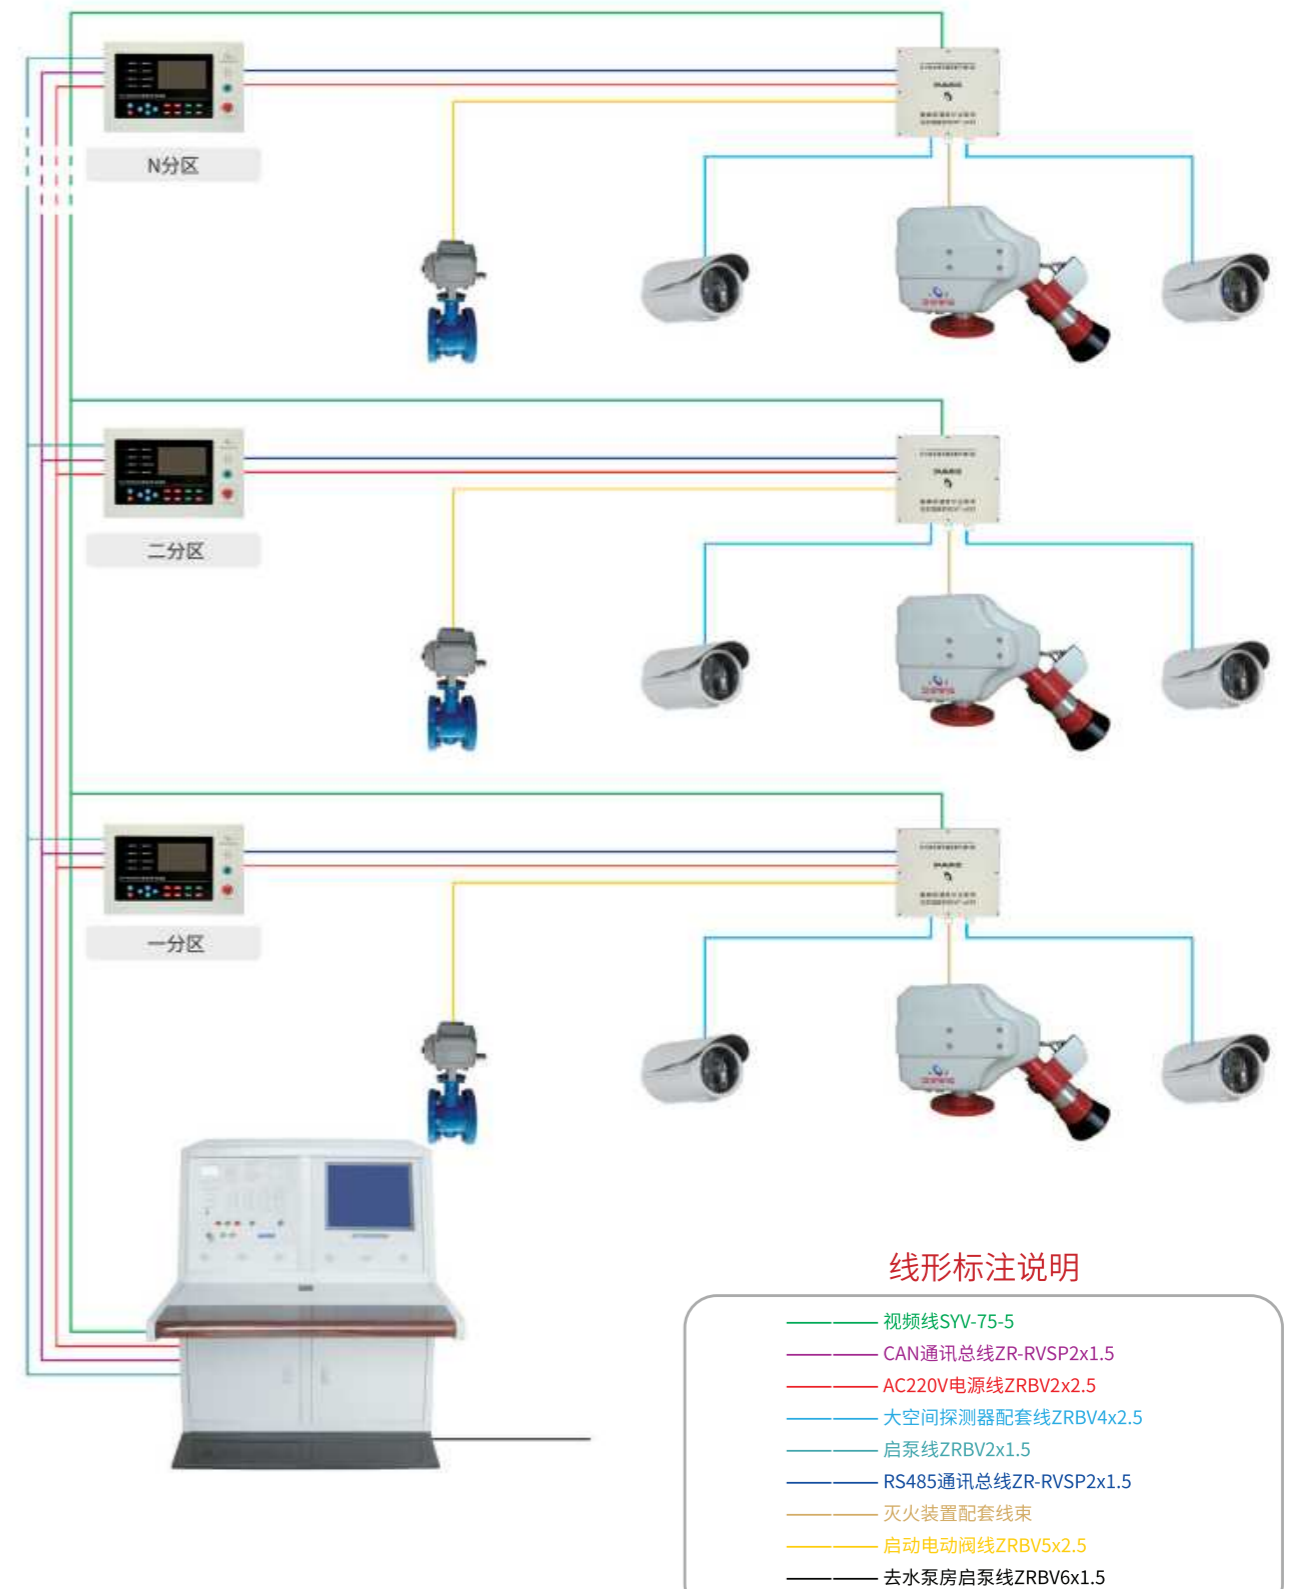 N分区
二分区
一分区
线形标注说明
视频线SYV-75-5
CAN通讯总线ZR-RVSP2x1.5
AC220V电源线ZRBV2x2.5
大空间探测器配套线ZRBV4x2.5
启泵线ZRBV2x1.5
RS485通讯总线ZR-RVSP2x1.5
灭火装置配套线束
启动电动阀线ZRBV5x2.5
去水泵房启泵线ZRBV6x1.5